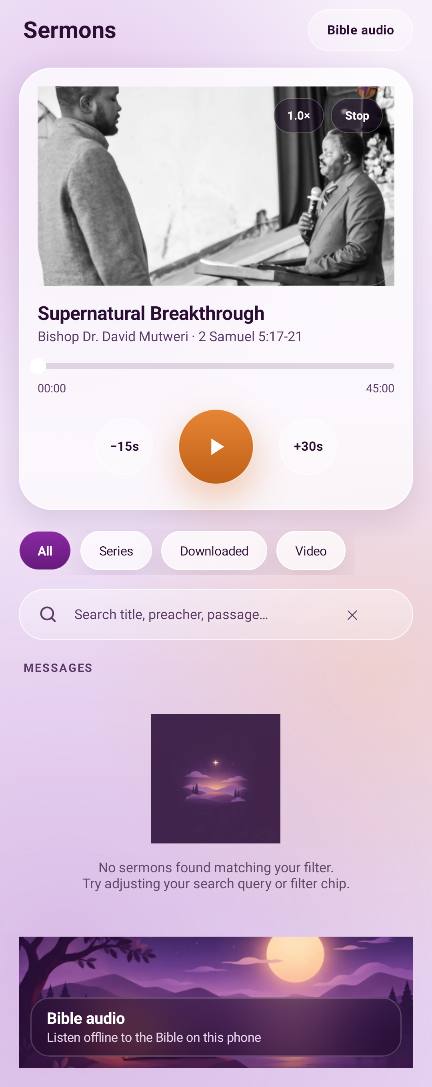 Sermons
Bible audio
1.0×
Stop
Supernatural Breakthrough
Bishop Dr. David Mutweri · 2 Samuel 5:17-21
00:00
45:00
−15s
+30s
All
Series
Downloaded
Video
Search title, preacher, passage...
MESSAGES
No sermons found matching your filter.
Try adjusting your search query or filter chip.
Bible audio
Listen offline to the Bible on this phone